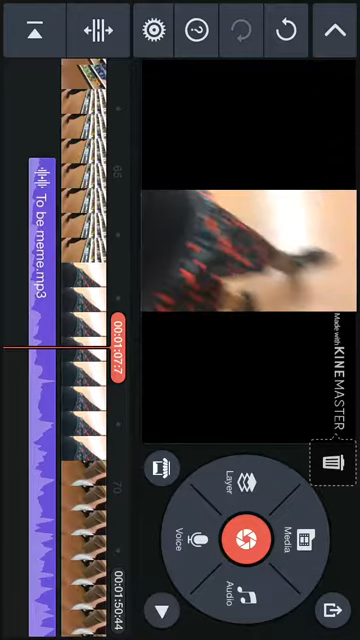 Made with KINEMASTER
Media
Layer
Audio
Voice
65
00:01:07:7
70
00:01:50:44
To be meme.mp3